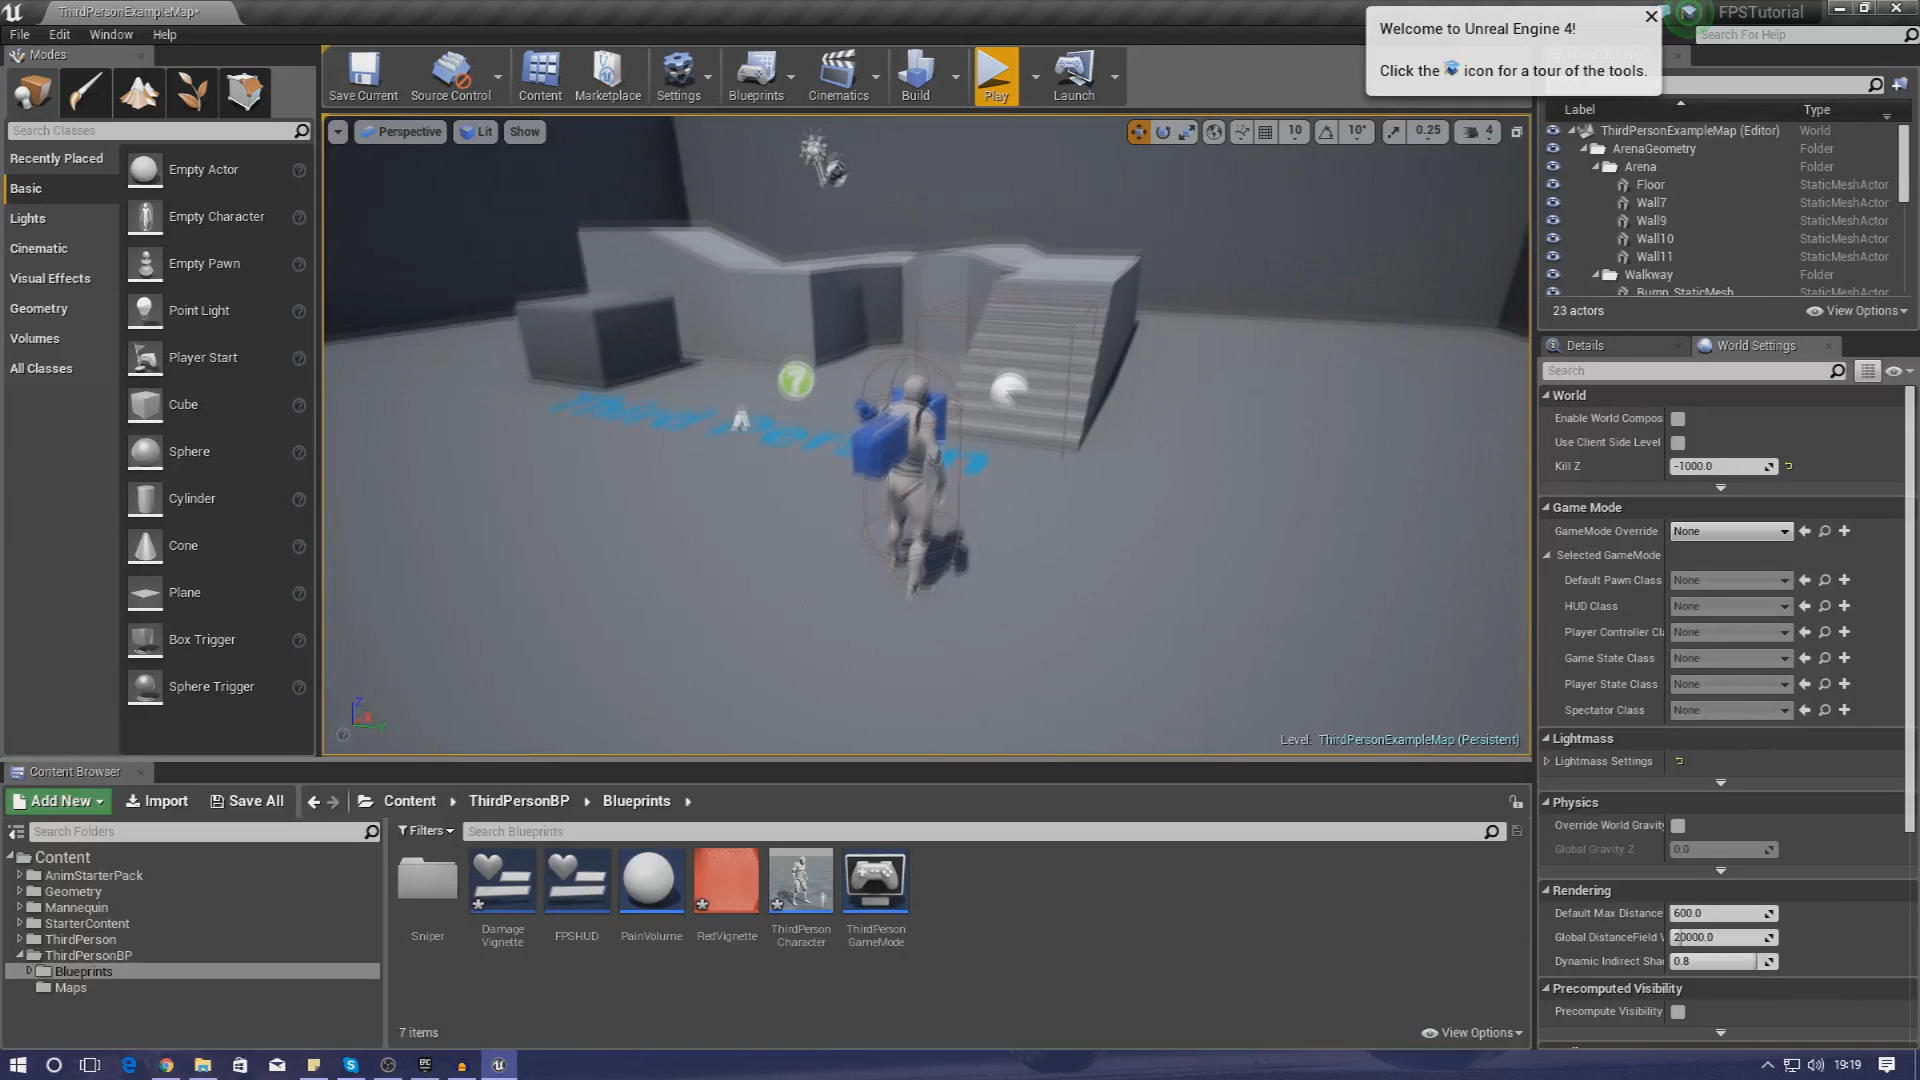 ThirdPersonExampleMap*
FPSTutorial
File Edit Window Help
Search For Help
Welcome to Unreal Engine 4!
Click the icon for a tour of the tools.
Modes
Save Current
Source Control
Content
Marketplace
Settings
Blueprints
Cinematics
Build
Play
Launch
Search Classes
Recently Placed
Basic
Lights
Cinematic
Visual Effects
Geometry
Volumes
All Classes
Empty Actor
Empty Character
Empty Pawn
Point Light
Player Start
Cube
Sphere
Cylinder
Cone
Plane
Box Trigger
Sphere Trigger
Perspective Lit Show
10 10° 0.25 4
Level: ThirdPersonExampleMap (Persistent)
Label Type
ThirdPersonExampleMap (Editor) World
ArenaGeometry Folder
Arena Folder
Floor StaticMeshActor
Wall7 StaticMeshActor
Wall9 StaticMeshActor
Wall10 StaticMeshActor
Wall11 StaticMeshActor
Walkway Folder
Bump_StaticMesh StaticMeshActor
23 actors View Options
Details World Settings
Search
World
Enable World Compos
Use Client Side Level
Kill Z -1000.0
Game Mode
GameMode Override None
Selected GameMode
Default Pawn Class None
HUD Class None
Player Controller Cl None
Game State Class None
Player State Class None
Spectator Class None
Lightmass
Lightmass Settings
Physics
Override World Gravity
Global Gravity Z 0.0
Rendering
Default Max Distance 600.0
Global DistanceField V 20000.0
Dynamic Indirect Sha 0.8
Precomputed Visibility
Precompute Visibility
Content Browser
Add New Import Save All Content ThirdPersonBP Blueprints
Search Folders
Filters Search Blueprints
Content
AnimStarterPack
Geometry
Mannequin
StarterContent
ThirdPerson
ThirdPersonBP
Blueprints
Maps
Sniper
Damage Vignette
FPSHUD
PainVolume
RedVignette
ThirdPerson Character
ThirdPerson GameMode
7 items View Options
19:19